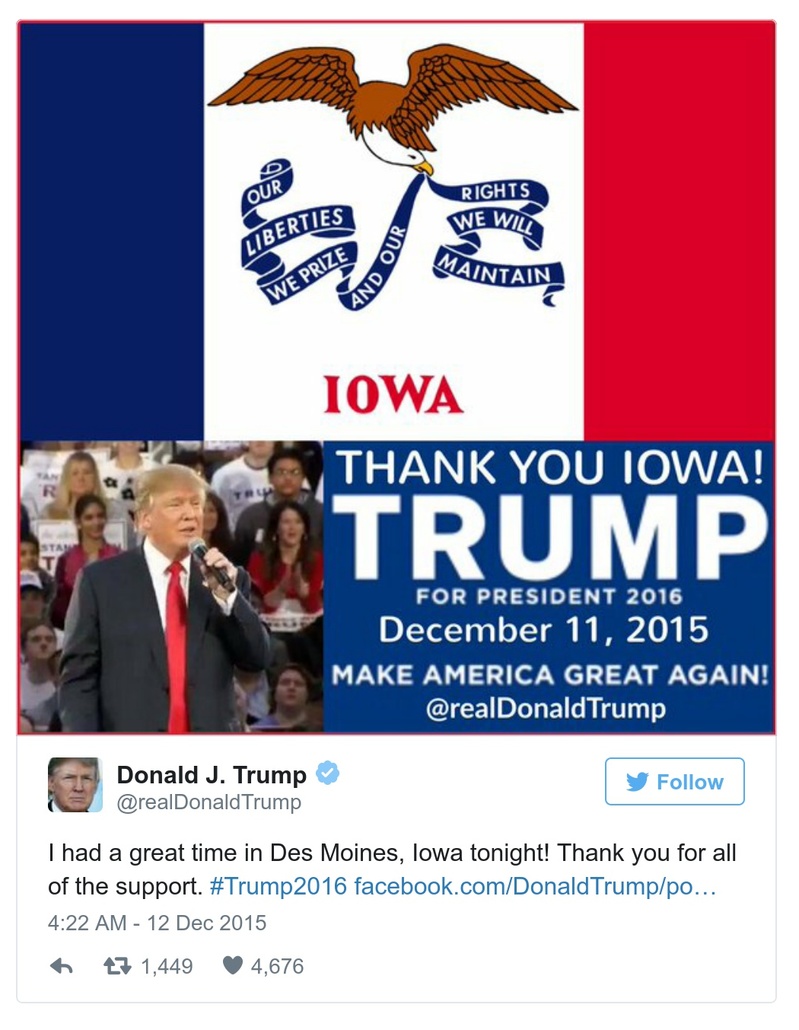 OUR
LIBERTIES
WE PRIZE
AND OUR
RIGHTS
WE WILL
MAINTAIN
IOWA
THANK YOU IOWA!
TRUMP
FOR PRESIDENT 2016
December 11, 2015
MAKE AMERICA GREAT AGAIN!
@realDonaldTrump
Donald J. Trump
@realDonaldTrump
Follow
I had a great time in Des Moines, Iowa tonight! Thank you for all
of the support. #Trump2016 facebook.com/DonaldTrump/po…
4:22 AM - 12 Dec 2015
1,449 4,676